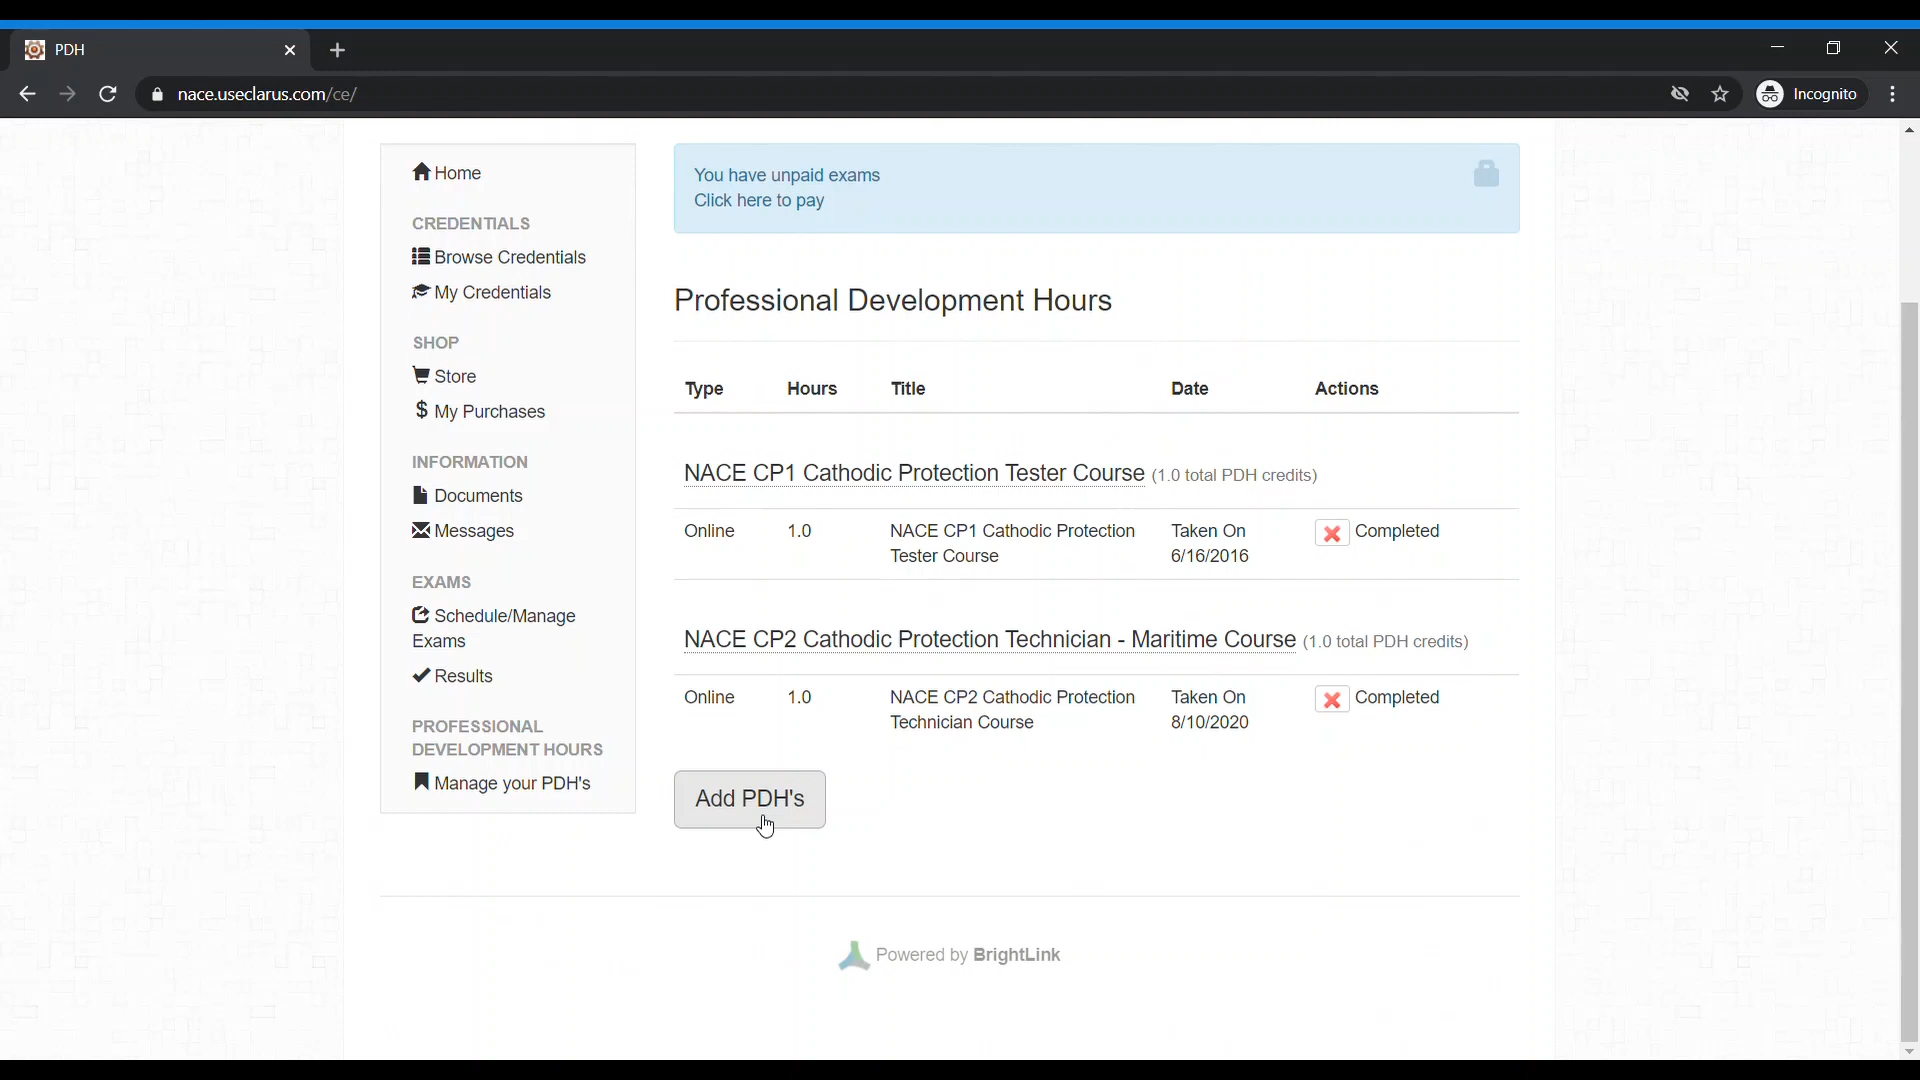 PDH
nace.useclarus.com/ce/
Incognito
Home
CREDENTIALS
Browse Credentials
My Credentials
SHOP
Store
$ My Purchases
INFORMATION
Documents
Messages
EXAMS
Schedule/Manage
Exams
Results
PROFESSIONAL
DEVELOPMENT HOURS
Manage your PDH's
You have unpaid exams
Click here to pay
Professional Development Hours
Type Hours Title Date Actions
NACE CP1 Cathodic Protection Tester Course (1.0 total PDH credits)
Online 1.0 NACE CP1 Cathodic Protection Taken On Completed
Tester Course 6/16/2016
NACE CP2 Cathodic Protection Technician - Maritime Course (1.0 total PDH credits)
Online 1.0 NACE CP2 Cathodic Protection Taken On Completed
Technician Course 8/10/2020
Add PDH's
Powered by BrightLink